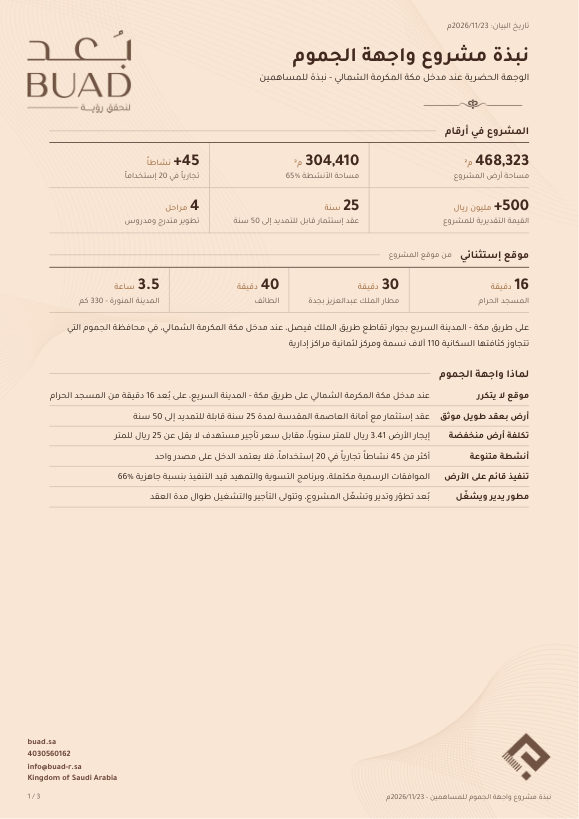 تاريخ البيان: 2026/11/23م
بُعد
BUAD
لنحقق رؤيـة
نبذة مشروع واجهة الجموم
الوجهة الحضرية عند مدخل مكة المكرمة الشمالي - نبذة للمساهمين
المشروع في أرقام
468,323 م²
مساحة أرض المشروع
304,410 م²
مساحة الأنشطة 65%
45+ نشاطاً
تجارياً في 20 إستخداماً
500+ مليون ريال
القيمة التقديرية للمشروع
25 سنة
عقد إستثمار قابل للتمديد إلى 50 سنة
4 مراحل
تطوير متدرج ومدروس
موقع إستثنائي من موقع المشروع
16 دقيقة
المسجد الحرام
30 دقيقة
مطار الملك عبدالعزيز بجدة
40 دقيقة
الطائف
3.5 ساعة
المدينة المنورة - 330 كم
على طريق مكة - المدينة السريع بجوار تقاطع طريق الملك فيصل، عند مدخل مكة المكرمة الشمالي، في محافظة الجموم التي
تتجاوز كثافتها السكانية 110 آلاف نسمة ومركز لثمانية مراكز إدارية
لماذا واجهة الجموم
موقع لا يتكرر عند مدخل مكة المكرمة الشمالي على طريق مكة - المدينة السريع، على بُعد 16 دقيقة من المسجد الحرام
أرض بعقد طويل موثق عقد إستثمار مع أمانة العاصمة المقدسة لمدة 25 سنة قابلة للتمديد إلى 50 سنة
تكلفة أرض منخفضة إيجار الأرض 3.41 ريال للمتر سنوياً، مقابل سعر تأجير مستهدف لا يقل عن 25 ريال للمتر
أنشطة متنوعة أكثر من 45 نشاطاً تجارياً في 20 إستخداماً، فلا يعتمد الدخل على مصدر واحد
تنفيذ قائم على الأرض الموافقات الرسمية مكتملة، وبرنامج التسوية والتمهيد قيد التنفيذ بنسبة جاهزية 66%
مطور يدير ويشغّل بُعد تطوّر وتدير وتشغّل المشروع، وتتولى التأجير والتشغيل طوال مدة العقد
buad.sa
4030560162
info@buad-r.sa
Kingdom of Saudi Arabia
1 / 3
نبذة مشروع واجهة الجموم للمساهمين - 2026/11/23م